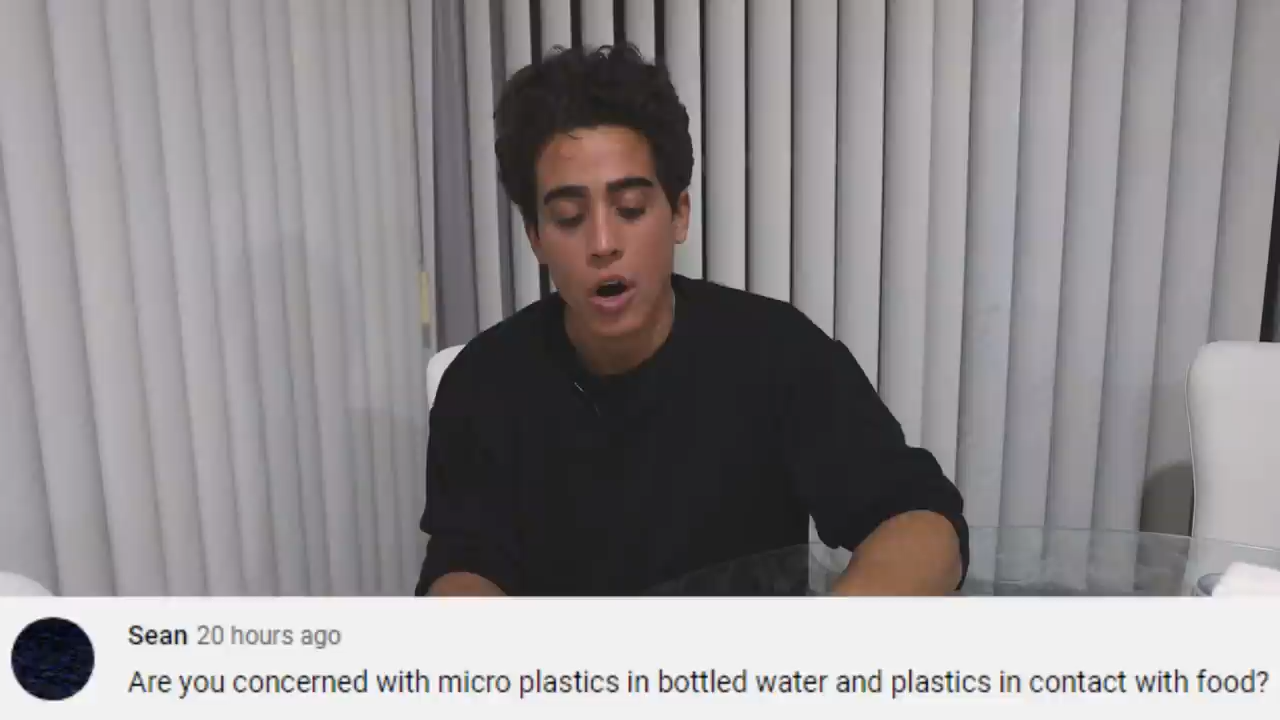 Sean 20 hours ago
Are you concerned with micro plastics in bottled water and plastics in contact with food?